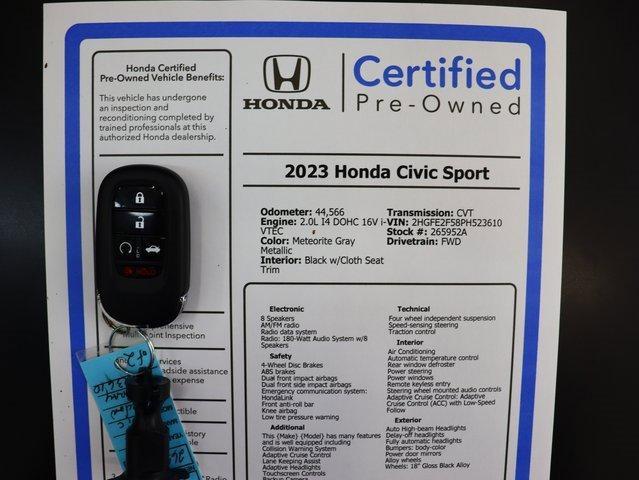 Honda Certified
Pre-Owned Vehicle Benefits:
This vehicle has undergone
an inspection and
reconditioning completed by
trained professionals at this
authorized Honda dealership.
HONDA
Certified
Pre-Owned
2023 Honda Civic Sport
Odometer: 44,566
Engine: 2.0L I4 DOHC 16V i-
VTEC
Color: Meteorite Gray
Metallic
Interior: Black w/Cloth Seat
Trim
Transmission: CVT
VIN: 2HGFE2F58PH523610
Stock #: 265952A
Drivetrain: FWD
HOLD
Inspection
expense
Electronic
8 Speakers
AM/FM radio
Radio data system
Radio: 180-Watt Audio System w/8
Speakers
Safety
4-Wheel Disc Brakes
ABS brakes
Dual front impact airbags
Dual front side impact airbags
Emergency communication system:
HondaLink
Front anti-roll bar
Knee airbag
Low tire pressure warning
Additional
This {Make} {Model} has many features
and is well equipped including
Collision Warning System
Adaptive Cruise Control
Lane Keeping Assist
Adaptive Headlights
Touchscreen Controls
Backup Camera
Technical
Four wheel independent suspension
Speed-sensing steering
Traction control
Interior
Air Conditioning
Automatic temperature control
Rear window defroster
Power steering
Power windows
Remote keyless entry
Steering wheel mounted audio controls
Adaptive Cruise Control: Adaptive
Cruise Control (ACC) with Low-Speed
Follow
Exterior
Auto High-beam Headlights
Delay-off headlights
Fully automatic headlights
Bumpers: body-color
Power door mirrors
Alloy wheels
Wheels: 18" Gloss Black Alloy